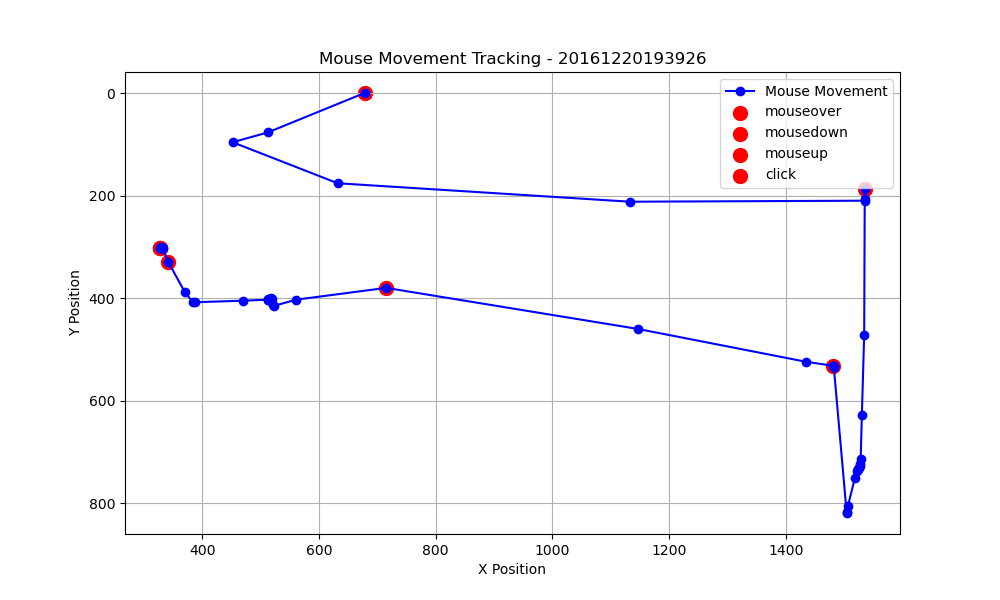 Mouse Movement Tracking - 20161220193926
Mouse Movement
mouseover
mousedown
mouseup
click
0
200
400
600
800
Y Position
400
600
800
1000
1200
1400
X Position